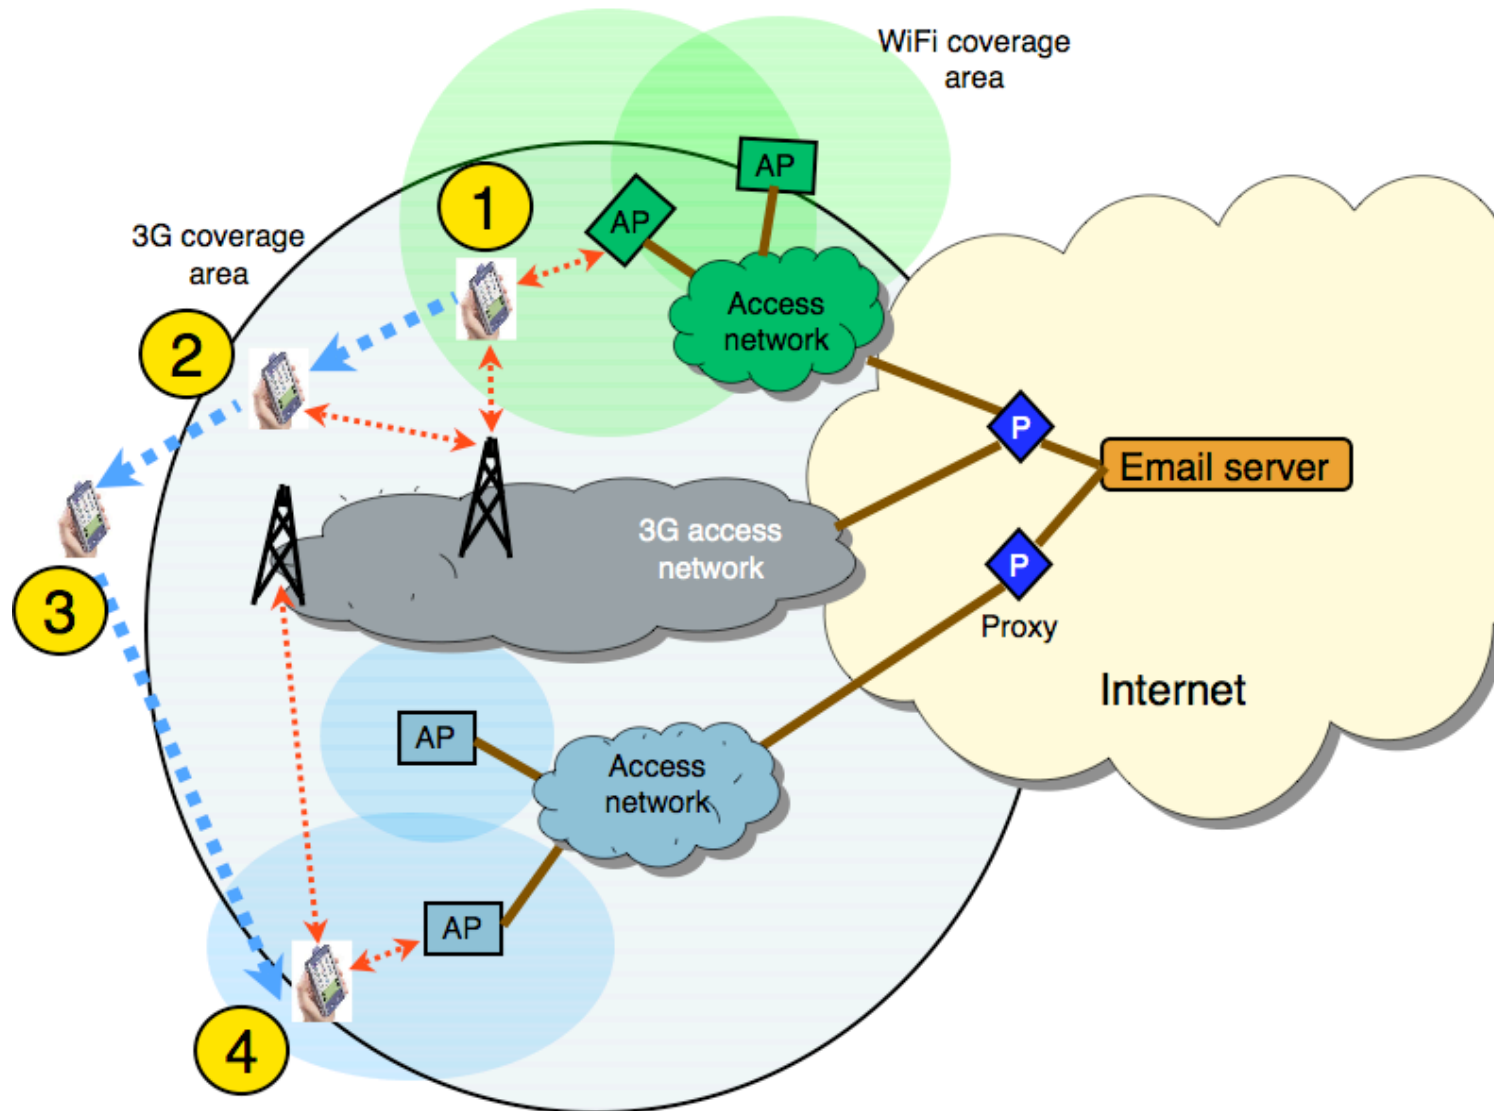 WiFi coverage
area
AP
1
AP
3G coverage
area
Access
network
2
P
Email server
3G access
network
P
3
Proxy
Internet
AP
Access
network
AP
4